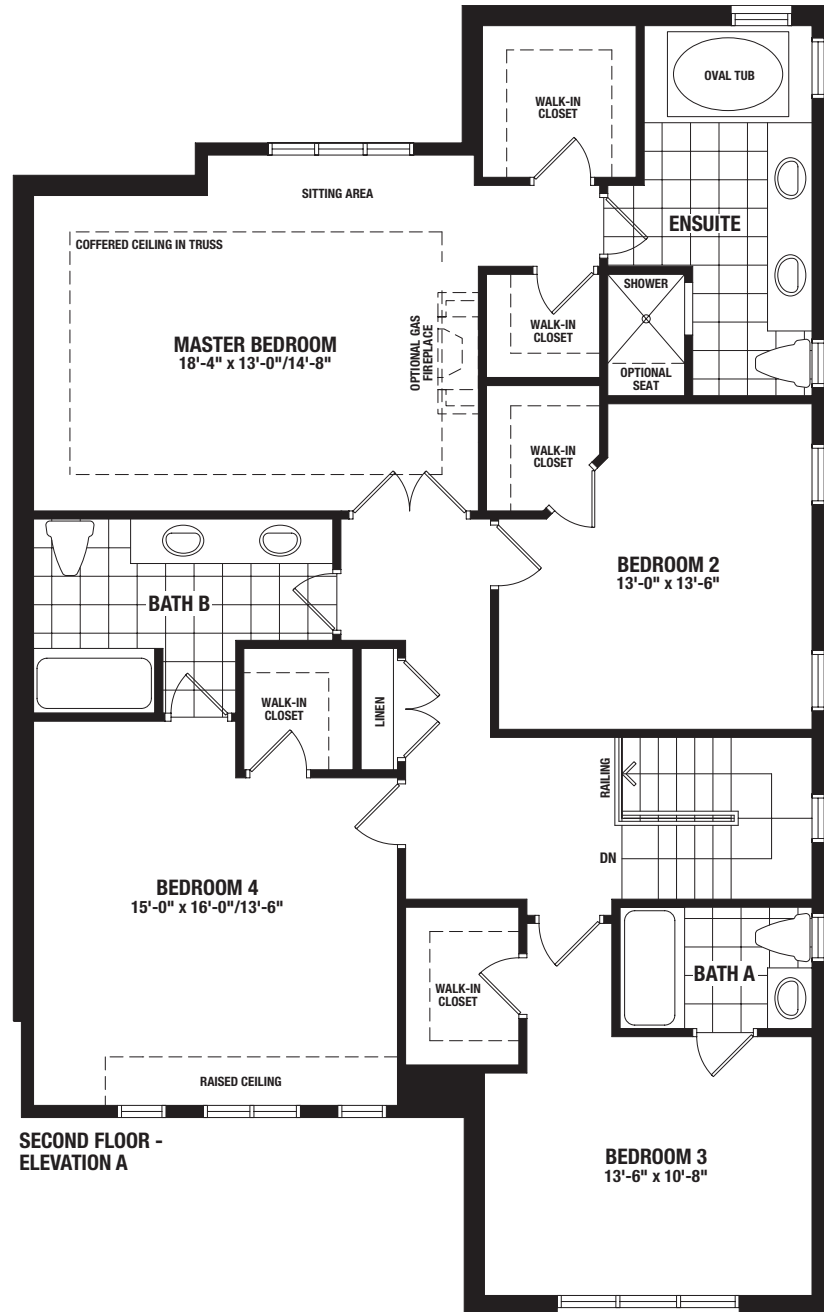 WALK-IN
CLOSET
OVAL TUB
SITTING AREA
ENSUITE
COFFERED CEILING IN TRUSS
SHOWER
WALK-IN
CLOSET
MASTER BEDROOM
18'-4" x 13'-0"/14'-8"
OPTIONAL GAS
FIREPLACE
OPTIONAL
SEAT
WALK-IN
CLOSET
BEDROOM 2
13'-0" x 13'-6"
BATH B
WALK-IN
CLOSET
LINEN
RAILING
DN
BEDROOM 4
15'-0" x 16'-0"/13'-6"
WALK-IN
CLOSET
BATH A
RAISED CEILING
SECOND FLOOR -
ELEVATION A
BEDROOM 3
13'-6" x 10'-8"